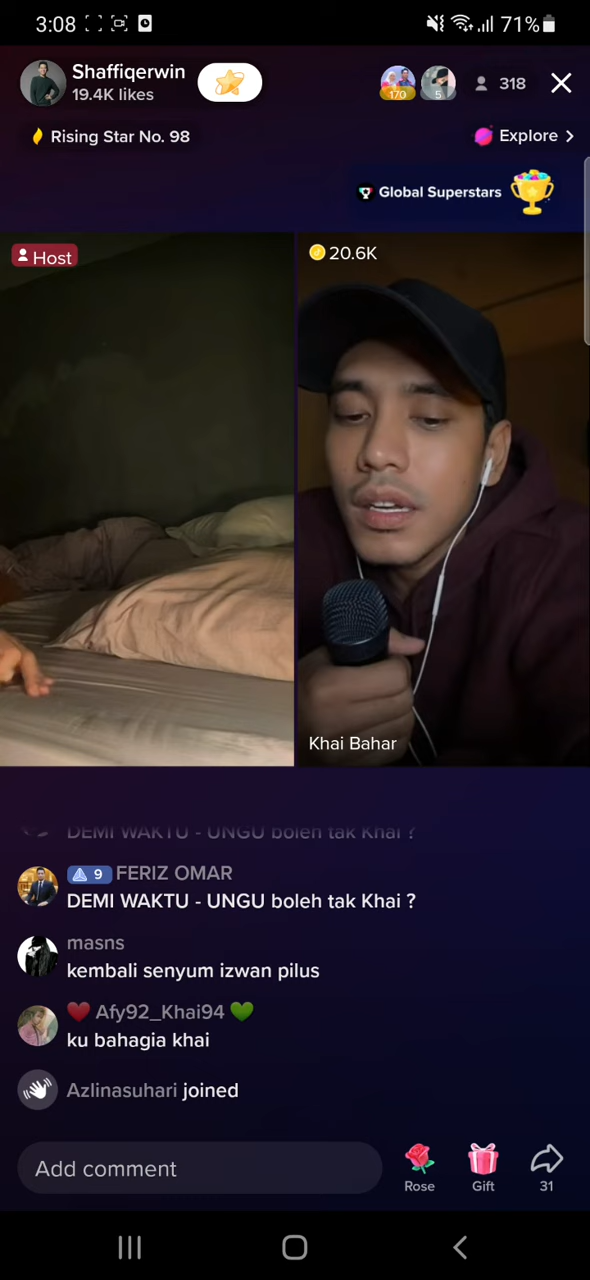 3:08
71%
Shaffiqerwin
19.4K likes
170
5
318
Rising Star No. 98
Explore
Global Superstars
Host
20.6K
Khai Bahar
DEMI WAKTU - UNGU boleh tak Khai ?
9 FERIZ OMAR
DEMI WAKTU - UNGU boleh tak Khai ?
masns
kembali senyum izwan pilus
Afy92_Khai94
ku bahagia khai
Azlinasuhari joined
Add comment
Rose
Gift
31